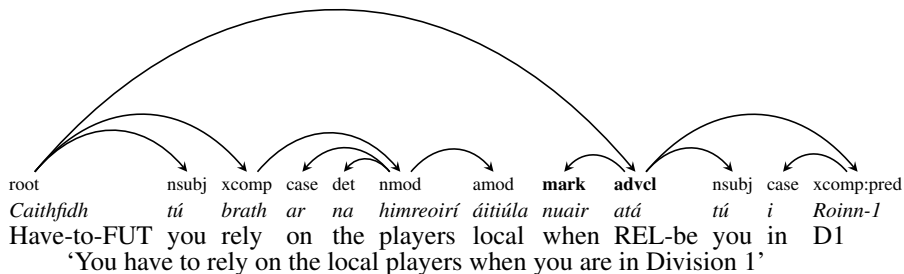 root nsubj xcomp case det nmod amod mark advcl nsubj case xcomp:pred
Caithfidh tú brath ar na himreoirí áitiúla nuair atá tú i Roinn-1
Have-to-FUT you rely on the players local when REL-be you in D1
‘You have to rely on the local players when you are in Division 1’